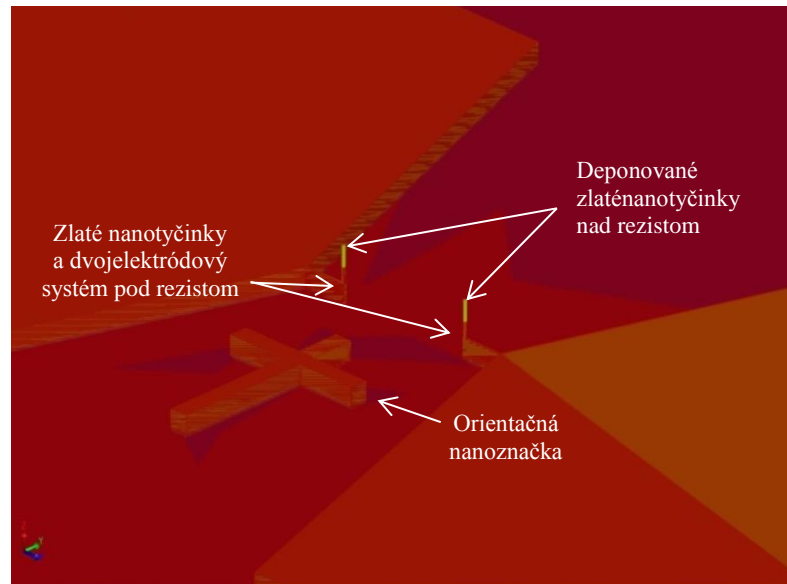 Deponované
zlaténanotyčinky
nad rezistom
Zlaté nanotyčinky
a dvojelektródový
systém pod rezistom
Orientačná
nanoznačka